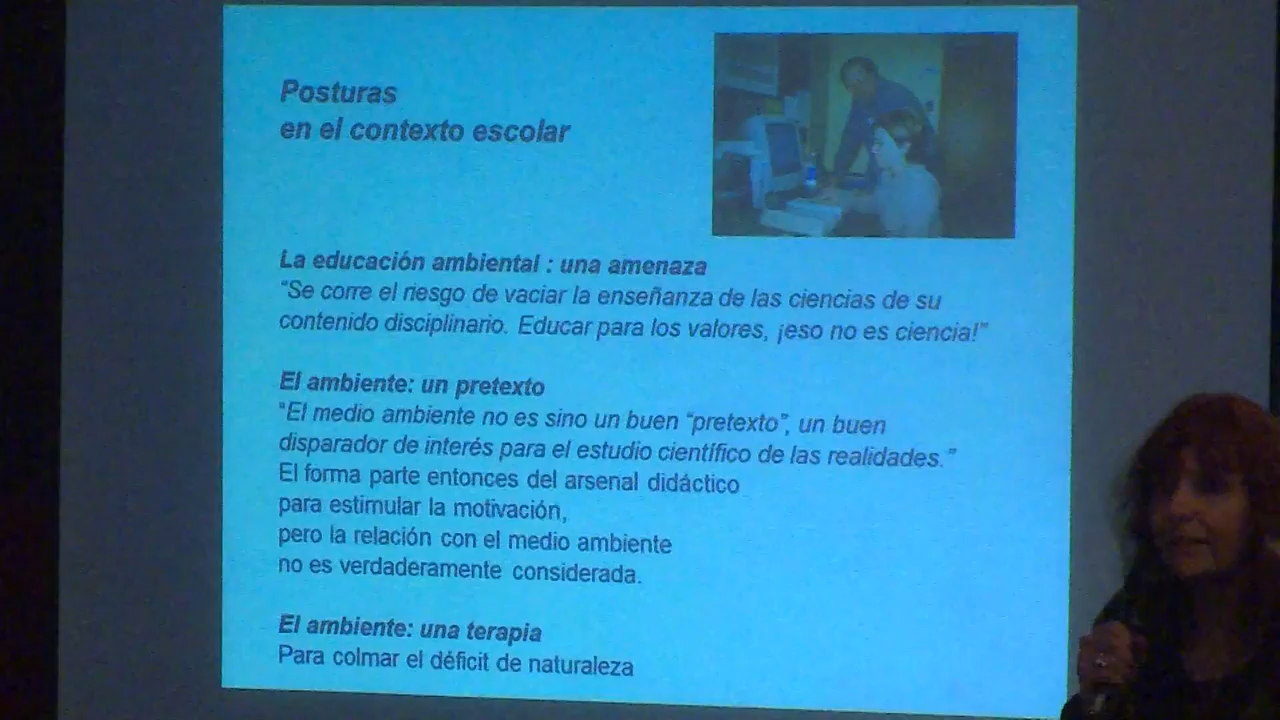 Posturas
en el contexto escolar
La educación ambiental : una amenaza
"Se corre el riesgo de vaciar la enseñanza de las ciencias de su
contenido disciplinario. Educar para los valores, ¡eso no es ciencia!"
El ambiente: un pretexto
"El medio ambiente no es sino un buen "pretexto", un buen
disparador de interés para el estudio científico de las realidades."
El forma parte entonces del arsenal didáctico
para estimular la motivación,
pero la relación con el medio ambiente
no es verdaderamente considerada.
El ambiente: una terapia
Para colmar el déficit de naturaleza